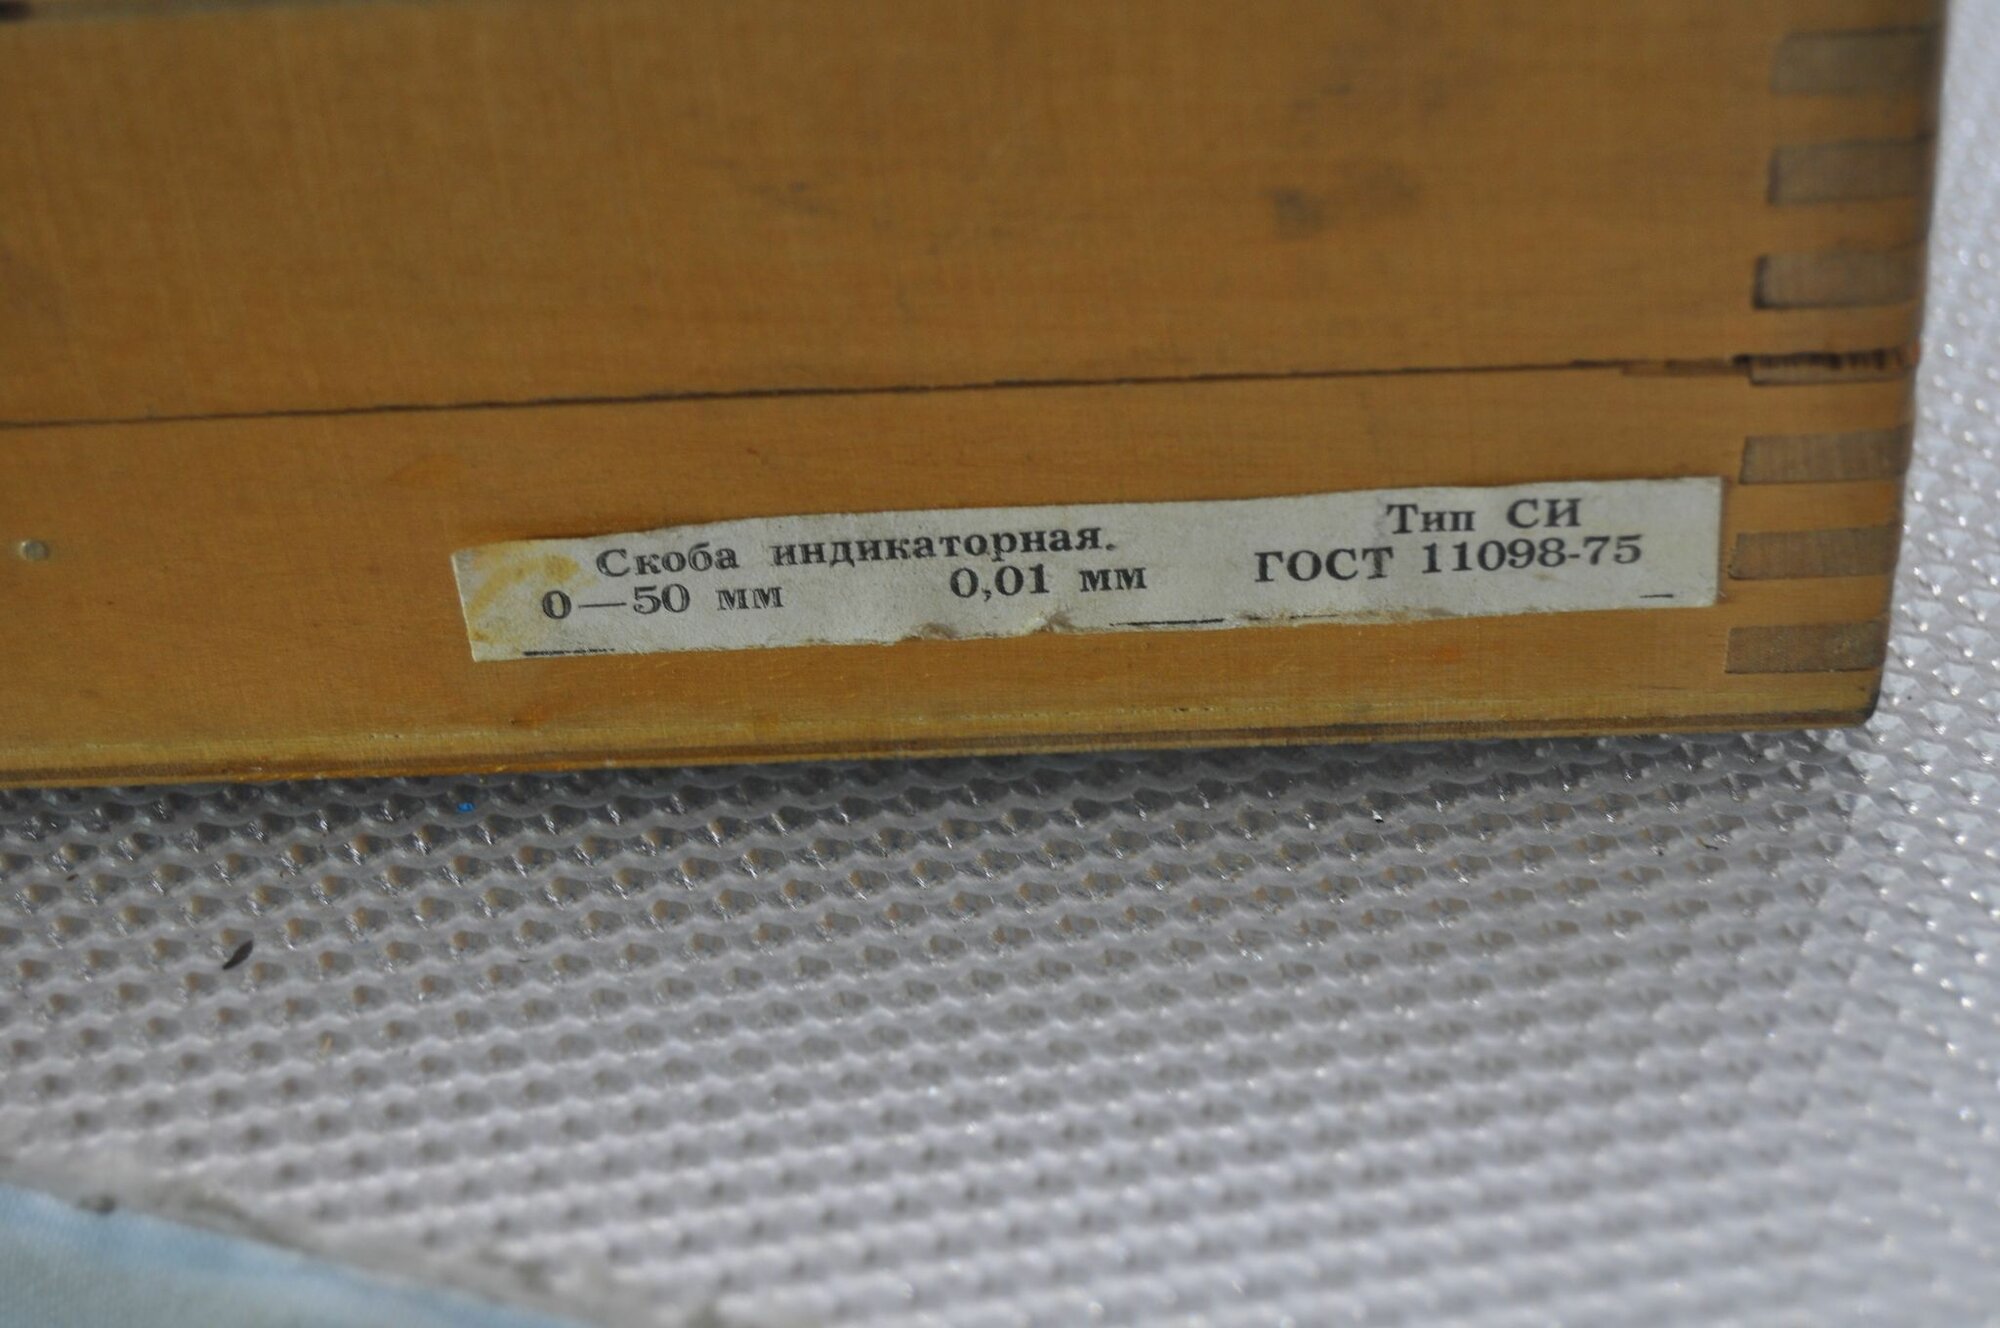 Скоба индикаторная. Тип СИ
0—50 мм 0,01 мм ГОСТ 11098-75